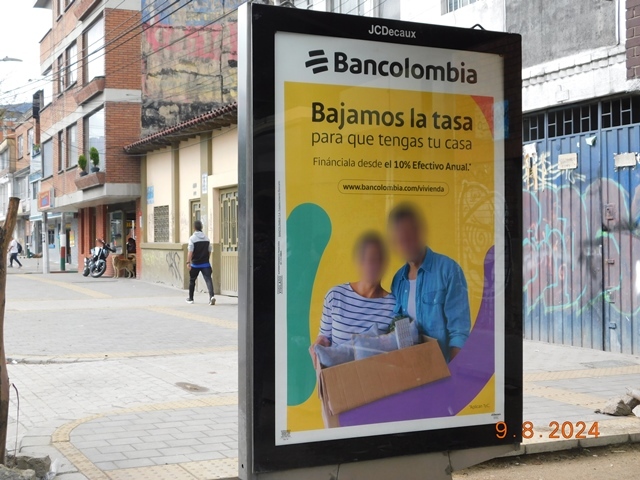 JCDecaux
Bancolombia
Bajamos la tasa
para que tengas tu casa
Finánciala desde el 10% Efectivo Anual.*
www.bancolombia.com/vivienda
9.8.2024